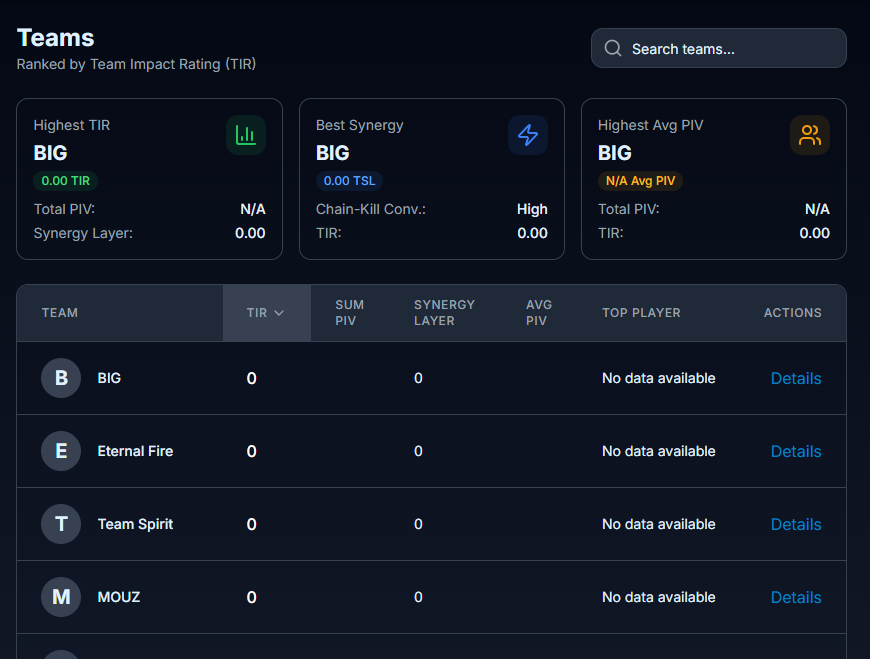 Teams
Ranked by Team Impact Rating (TIR)
Search teams...
Highest TIR
BIG
0.00 TIR
Total PIV: N/A
Synergy Layer: 0.00
Best Synergy
BIG
0.00 TSL
Chain-Kill Conv.: High
TIR: 0.00
Highest Avg PIV
BIG
N/A Avg PIV
Total PIV: N/A
TIR: 0.00
TEAM TIR SUM PIV SYNERGY LAYER AVG PIV TOP PLAYER ACTIONS
B BIG 0 0 No data available Details
E Eternal Fire 0 0 No data available Details
T Team Spirit 0 0 No data available Details
M MOUZ 0 0 No data available Details